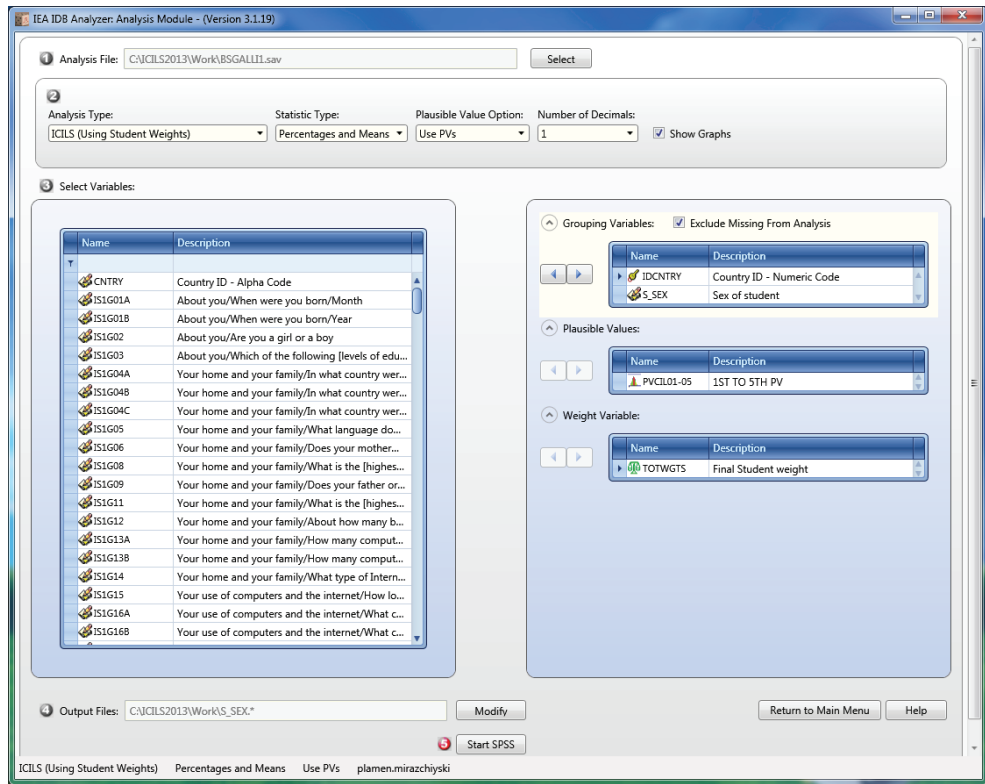 IEA IDB Analyzer: Analysis Module - (Version 3.1.19)
1 Analysis File: C:\ICILS2013\Work\BSGALLI1.sav Select
2
Analysis Type: Statistic Type: Plausible Value Option: Number of Decimals:
ICILS (Using Student Weights) Percentages and Means Use PVs 1 Show Graphs
3 Select Variables:
Name Description
CNTRY Country ID - Alpha Code
IS1G01A About you/When were you born/Month
IS1G01B About you/When were you born/Year
IS1G02 About you/Are you a girl or a boy
IS1G03 About you/Which of the following [levels of edu...
IS1G04A Your home and your family/In what country wer...
IS1G04B Your home and your family/In what country wer...
IS1G04C Your home and your family/In what country wer...
IS1G05 Your home and your family/What language do...
IS1G06 Your home and your family/Does your mother...
IS1G08 Your home and your family/What is the [highes...
IS1G09 Your home and your family/Does your father or...
IS1G11 Your home and your family/What is the [highes...
IS1G12 Your home and your family/About how many b...
IS1G13A Your home and your family/How many comput...
IS1G13B Your home and your family/How many comput...
IS1G14 Your home and your family/What type of Intern...
IS1G15 Your use of computers and the internet/How lo...
IS1G16A Your use of computers and the internet/What c...
IS1G16B Your use of computers and the internet/What c...
Grouping Variables: Exclude Missing From Analysis
Name Description
IDCNTRY Country ID - Numeric Code
S_SEX Sex of student
Plausible Values:
Name Description
PVCIL01-05 1ST TO 5TH PV
Weight Variable:
Name Description
TOTWGTS Final Student weight
4 Output Files: C:\ICILS2013\Work\S_SEX.* Modify Return to Main Menu Help
5 Start SPSS
ICILS (Using Student Weights) Percentages and Means Use PVs plamen.mirazchiyski